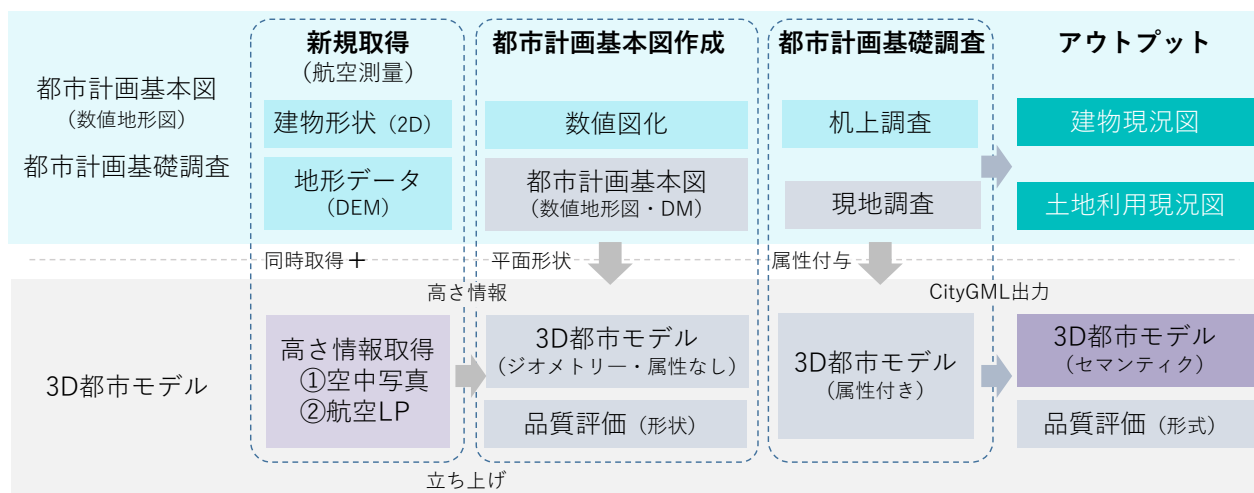 新規取得
(航空測量)
都市計画基本図作成
都市計画基礎調査
アウトプット
都市計画基本図
(数値地形図)
都市計画基礎調査
建物形状(2D)
地形データ
(DEM)
数値図化
都市計画基本図
(数値地形図・DM)
机上調査
現地調査
建物現況図
土地利用現況図
同時取得+
平面形状
属性付与
高さ情報
CityGML出力
3D都市モデル
高さ情報取得
①空中写真
②航空LP
3D都市モデル
(ジオメトリー・属性なし)
品質評価(形状)
3D都市モデル
(属性付き)
3D都市モデル
(セマンティク)
品質評価(形式)
立ち上げ